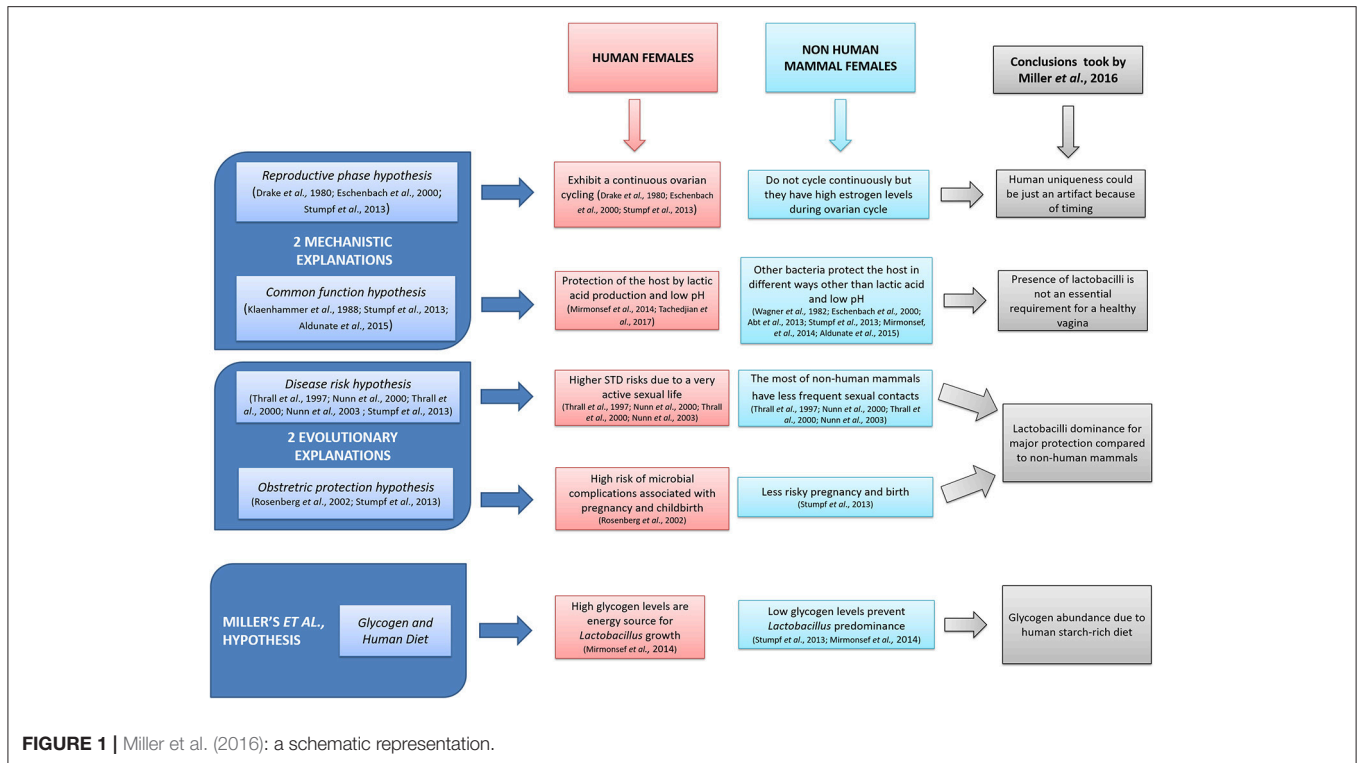 HUMAN FEMALES
NON HUMAN
MAMMAL FEMALES
Conclusions took by
Miller et al., 2016
Reproductive phase hypothesis
(Drake et al., 1980; Eschenbach et al., 2000;
Stumpf et al., 2013)
Exhibit a continuous ovarian
cycling (Drake et al., 1980; Eschenbach
et al., 2000; Stumpf et al., 2013)
Do not cycle continuously but
they have high estrogen levels
during ovarian cycle
Human uniqueness could
be just an artifact because
of timing
2 MECHANISTIC
EXPLANATIONS
Common function hypothesis
(Klaenhammer et al., 1988; Stumpf et al., 2013;
Aldunate et al., 2015)
Protection of the host by lactic
acid production and low pH
(Mirmonsef et al., 2014; Tachedjian et
al., 2017)
Other bacteria protect the host in
different ways other than lactic acid
and low pH
(Wagner et al., 1982; Eschenbach et al., 2000;
Abt et al., 2013; Stumpf et al., 2013; Mirmonsef,
et al., 2014; Aldunate et al., 2015)
Presence of lactobacilli is
not an essential
requirement for a healthy
vagina
Disease risk hypothesis
(Thrall et al., 1997; Nunn et al., 2000; Thrall
et al., 2000; Nunn et al., 2003 ; Stumpf et al., 2013)
Higher STD risks due to a very
active sexual life
(Thrall et al., 1997; Nunn et al., 2000; Thrall
et al., 2000; Nunn et al., 2003)
The most of non-human mammals
have less frequent sexual contacts
(Thrall et al., 1997; Nunn et al., 2000; Thrall et
al., 2000; Nunn et al., 2003)
Lactobacilli dominance for
major protection compared
to non-human mammals
2 EVOLUTIONARY
EXPLANATIONS
Obstretric protection hypothesis
(Rosenberg et al., 2002; Stumpf et al., 2013)
High risk of microbial
complications associated with
pregnancy and childbirth
(Rosenberg et al., 2002)
Less risky pregnancy and birth
(Stumpf et al., 2013)
MILLER'S ET AL.,
HYPOTHESIS
Glycogen and
Human Diet
High glycogen levels are
energy source for
Lactobacillus growth
(Mirmonsef et al., 2014)
Low glycogen levels prevent
Lactobacillus predominance
(Stumpf et al., 2013; Mirmonsef et al., 2014)
Glycogen abundance due to
human starch-rich diet
FIGURE 1 | Miller et al. (2016): a schematic representation.